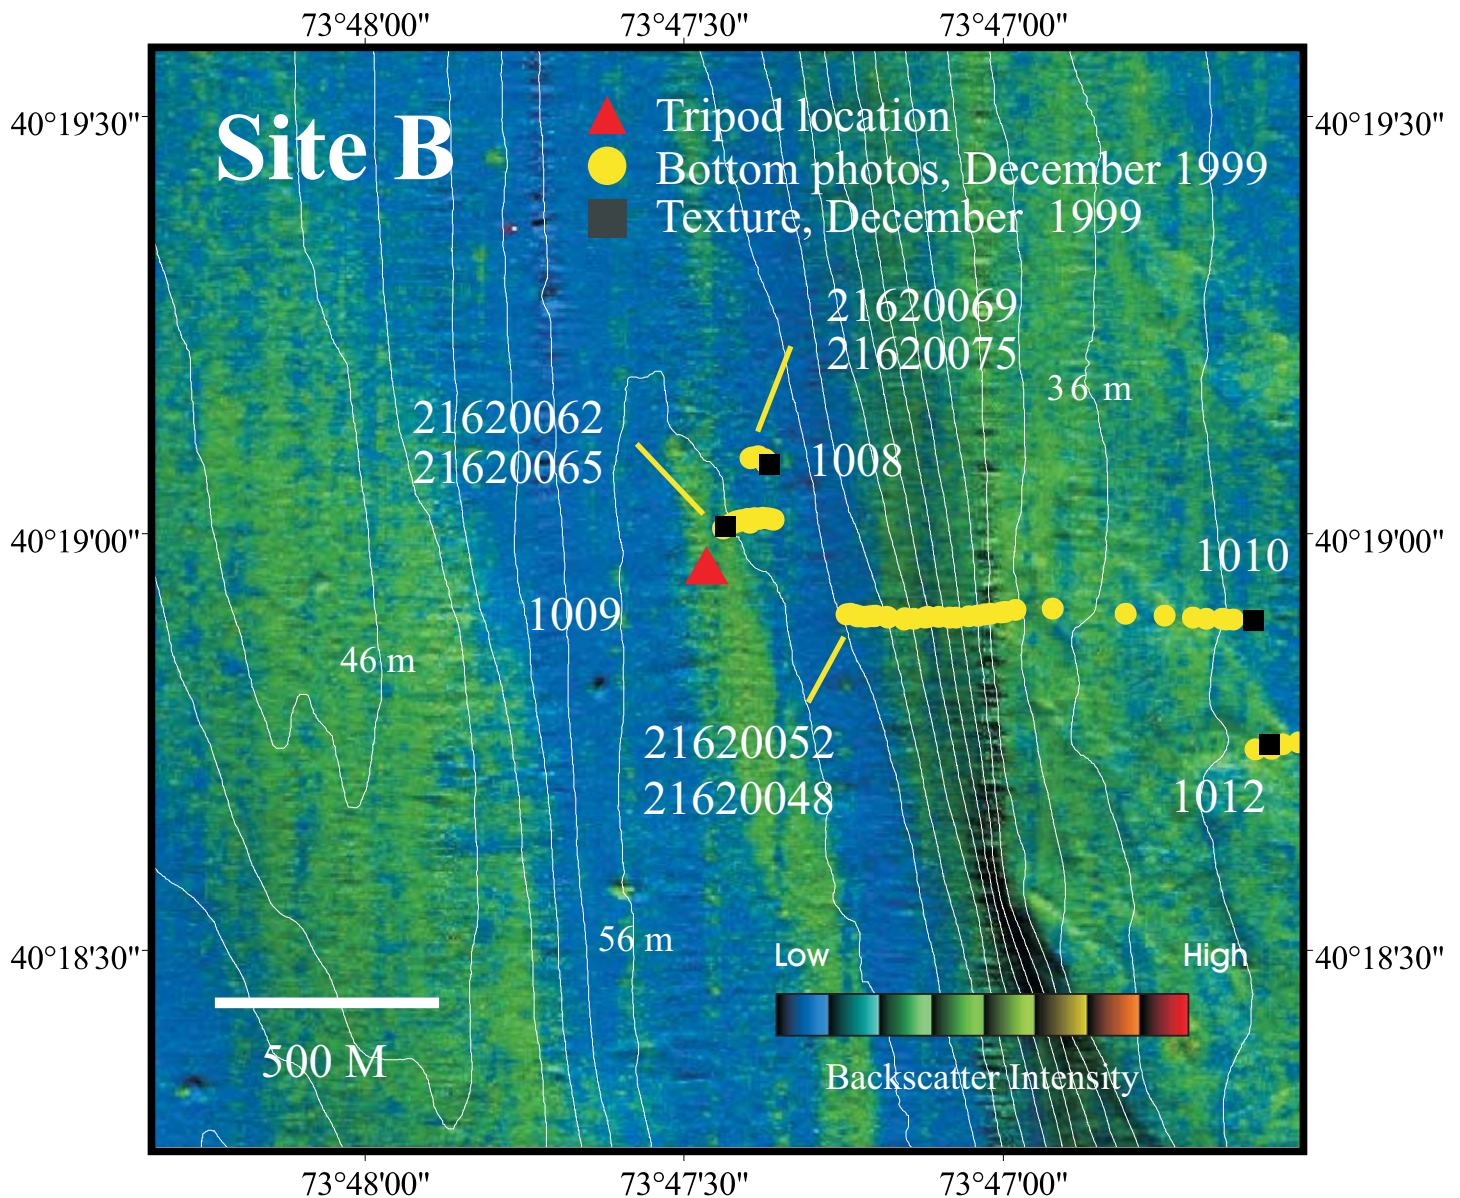 73°48'00" 73°47'30" 73°47'00"
40°19'30" 40°19'30"
Site B
Tripod location
Bottom photos, December 1999
Texture, December 1999
21620069
21620075
36 m
21620062
21620065
1008
40°19'00" 40°19'00"
1010
1009
46 m
21620052
21620048
1012
56 m
40°18'30" 40°18'30"
Low High
500 M
Backscatter Intensity
73°48'00" 73°47'30" 73°47'00"